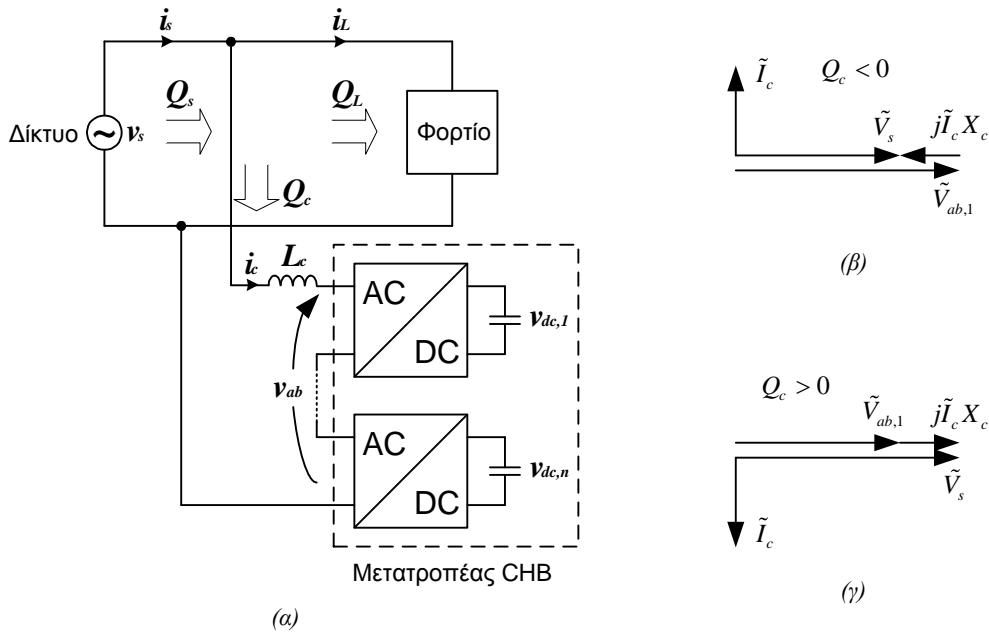 i_s
i_L
Q_s
Q_L
Δίκτυο
v_s
Φορτίο
Q_c
i_c
L_c
AC
DC
v_dc,1
v_ab
AC
DC
v_dc,n
Μετατροπέας CHB
(α)
Ĩ_c
Q_c < 0
Ṽ_s
jĨ_c X_c
Ṽ_ab,1
(β)
Q_c > 0
Ṽ_ab,1
jĨ_c X_c
Ṽ_s
Ĩ_c
(γ)